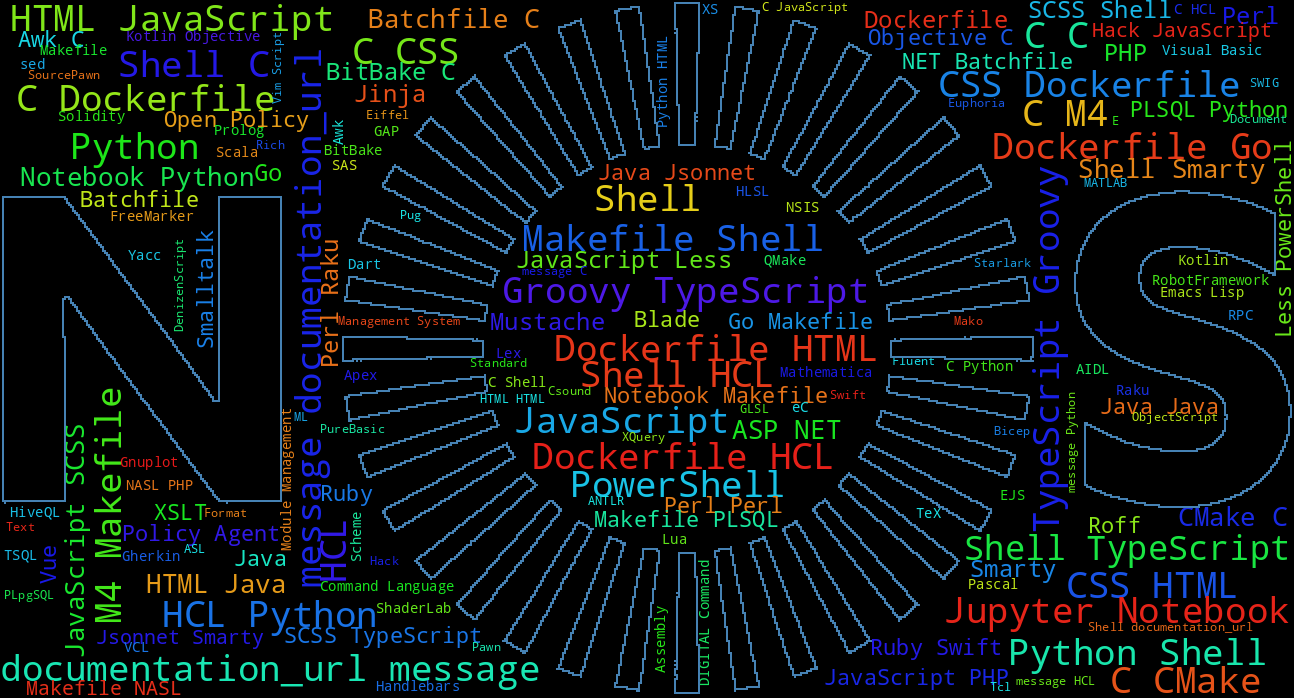 HTML JavaScript
Awk C
Makefile
Kotlin Objective
sed
SourcePawn
Shell C
Vim Script
C Dockerfile
Solidity
Open Policy
Prolog
Python
Scala
Rich
Notebook Python
Go
Batchfile
FreeMarker
Yacc
DenizenScript
Smalltalk
message documentation_url
Batchfile C
C CSS
BitBake C
Jinja
Eiffel
Awk
GAP
BitBake
SAS
Pug
Dart
Perl Raku
Management System
Apex
ML
PureBasic
Python HTML
XS
C JavaScript
Java Jsonnet
Shell
HLSL
NSIS
Makefile Shell
JavaScript Less
QMake
message C
Groovy TypeScript
Mustache
Blade
Go Makefile
Dockerfile HTML
Lex
Standard
Shell HCL
Mathematica
C Shell
Csound
HTML HTML
Notebook Makefile
Swift
JavaScript
GLSL
eC
XQuery
ASP NET
Dockerfile HCL
PowerShell
ANTLR
Perl Perl
Makefile PLSQL
Lua
Dockerfile
SCSS Shell
C HCL
Perl
Objective C
C C
Hack JavaScript
NET Batchfile
PHP
Visual Basic
CSS Dockerfile
SWIG
Euphoria
C M4
E
PLSQL Python
Document
Dockerfile Go
Shell Smarty
MATLAB
Less PowerShell
TypeScript Groovy
Starlark
Mako
Fluent
C Python
Kotlin
RobotFramework
Emacs Lisp
RPC
AIDL
Raku
Java Java
ObjectScript
message Python
Bicep
EJS
TeX
Roff
CMake C
Shell TypeScript
Smarty
Pascal
CSS HTML
Jupyter Notebook
Shell documentation_url
Ruby Swift
Python Shell
JavaScript PHP
Tcl
message HCL
C CMake
JavaScript SCSS
M4 Makefile
Gnuplot
NASL PHP
Module Management
HiveQL
Text
XSLT
Format
Ruby
TSQL
Vue
Policy Agent
Gherkin
ASL
Java
HCL
Scheme
Hack
PLpgSQL
HTML Java
Command Language
HCL Python
ShaderLab
Jsonnet Smarty
VCL
SCSS TypeScript
Pawn
documentation_url message
Makefile NASL
Handlebars
Assembly
DIGITAL Command